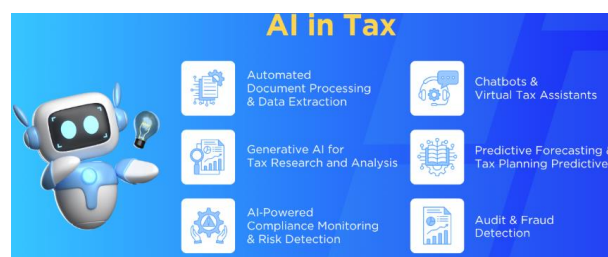 AI in Tax
Automated
Document Processing
& Data Extraction
Chatbots &
Virtual Tax Assistants
Generative AI for
Tax Research and Analysis
Predictive Forecasting &
Tax Planning Predictive
AI-Powered
Compliance Monitoring
& Risk Detection
Audit & Fraud
Detection